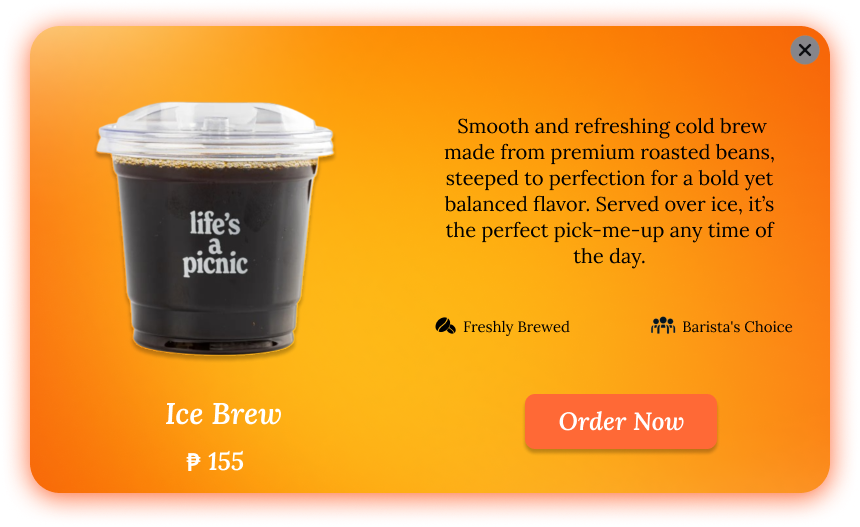 life's
a
picnic
Ice Brew
₱ 155
Smooth and refreshing cold brew
made from premium roasted beans,
steeped to perfection for a bold yet
balanced flavor. Served over ice, it’s
the perfect pick-me-up any time of
the day.
Freshly Brewed
Barista's Choice
Order Now